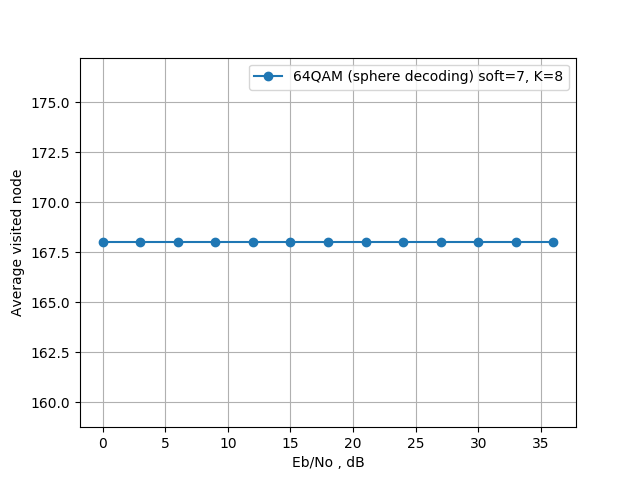 64QAM (sphere decoding) soft=7, K=8
175.0
172.5
170.0
167.5
165.0
162.5
160.0
Average visited node
0 5 10 15 20 25 30 35
Eb/No , dB